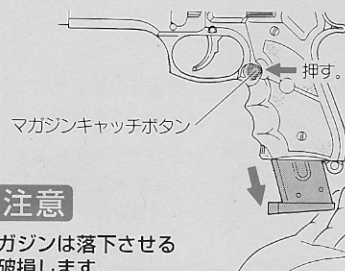 押す。
マガジンキャッチボタン
注意
ガジンは落下させる
破損します